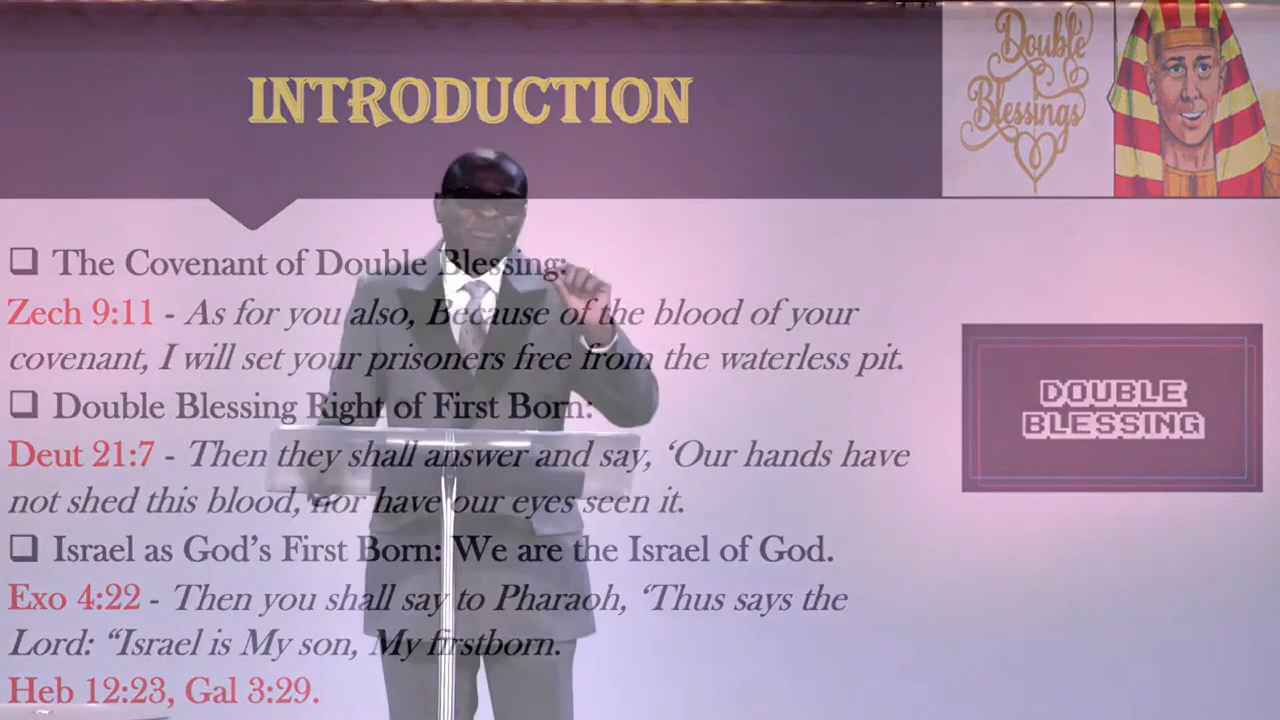 INTRODUCTION
Double
Blessings
❑ The Covenant of Double Blessing:
Zech 9:11 - As for you also, Because of the blood of your
covenant, I will set your prisoners free from the waterless pit.
❑ Double Blessing Right of First Born:
Deut 21:7 - Then they shall answer and say, ‘Our hands have
not shed this blood, nor have our eyes seen it.
❑ Israel as God’s First Born: We are the Israel of God.
Exo 4:22 - Then you shall say to Pharaoh, ‘Thus says the
Lord: “Israel is My son, My firstborn.
Heb 12:23, Gal 3:29.
DOUBLE
BLESSING